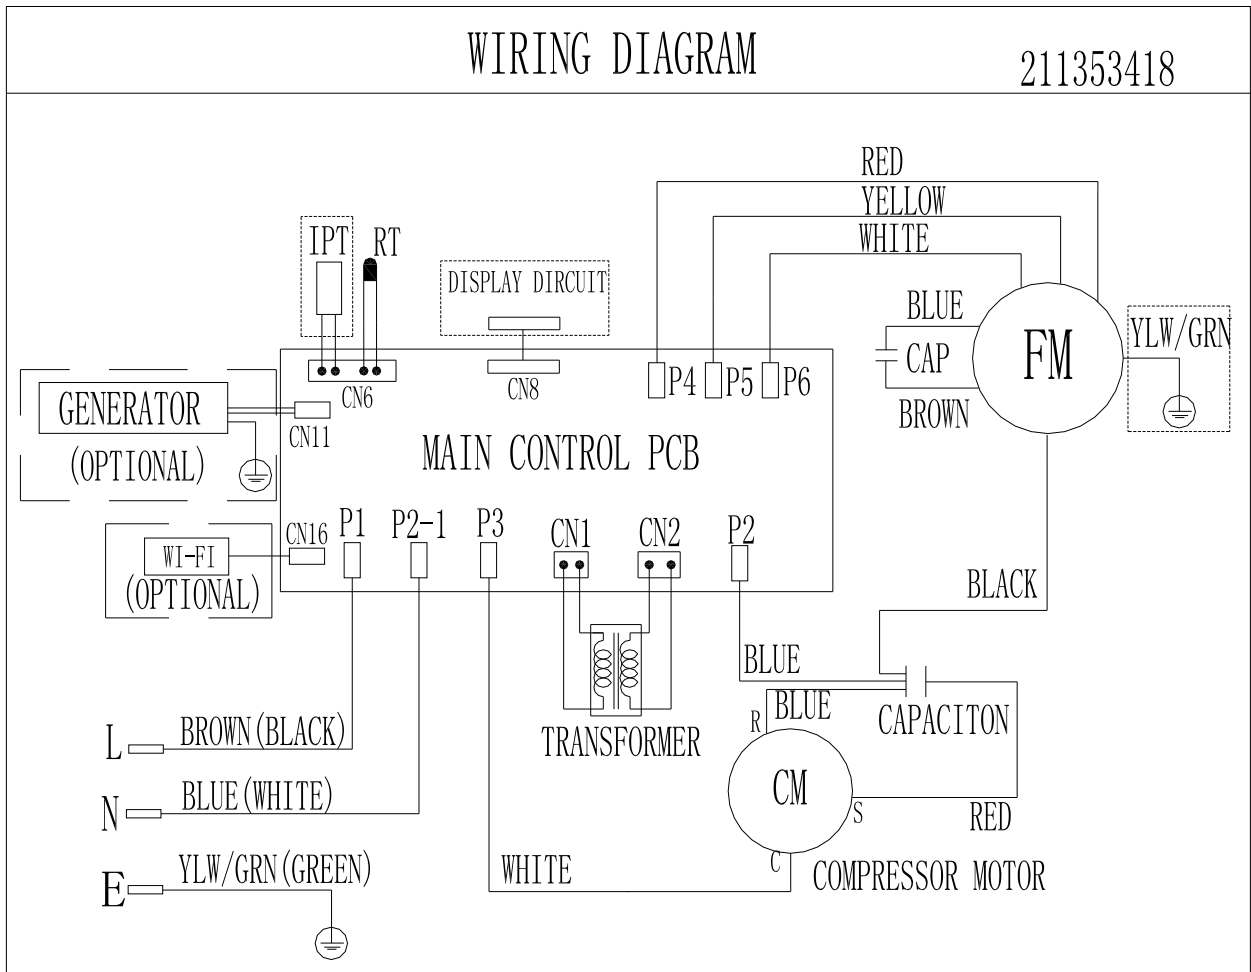 WIRING DIAGRAM
211353418
RED
YELLOW
WHITE
IPT
RT
DISPLAY DIRCUIT
BLUE
CAP
BROWN
FM
YLW/GRN
CN6
CN8
P4
P5
P6
GENERATOR
(OPTIONAL)
CN11
MAIN CONTROL PCB
CN16
WI-FI
(OPTIONAL)
P1
P2-1
P3
CN1
CN2
P2
BLACK
BLUE
BLUE
R
CAPACITON
TRANSFORMER
L
BROWN(BLACK)
N
BLUE(WHITE)
CM
S
RED
C
E
YLW/GRN(GREEN)
WHITE
COMPRESSOR MOTOR